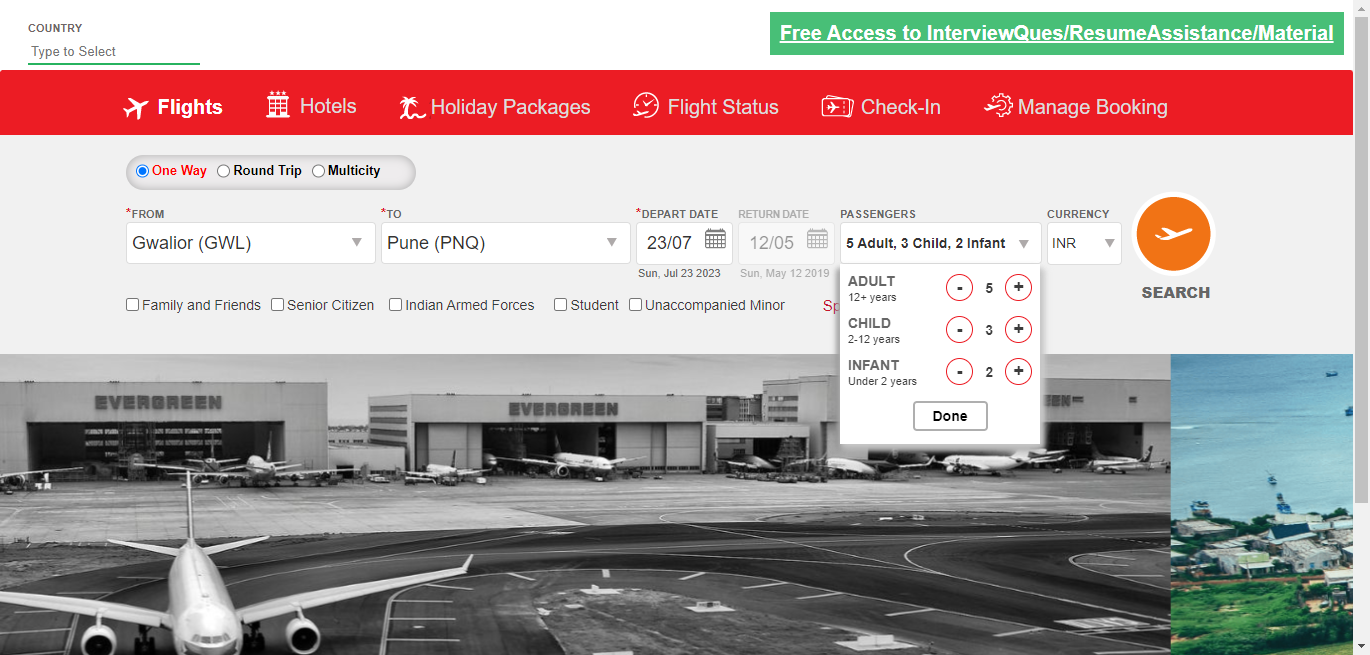 COUNTRY
Type to Select
Free Access to InterviewQues/ResumeAssistance/Material
Flights
Hotels
Holiday Packages
Flight Status
Check-In
Manage Booking
One Way
Round Trip
Multicity
*FROM
*TO
*DEPART DATE
RETURN DATE
PASSENGERS
CURRENCY
Gwalior (GWL)
Pune (PNQ)
23/07
12/05
5 Adult, 3 Child, 2 Infant
INR
Sun, Jul 23 2023
Sun, May 12 2019
SEARCH
Family and Friends
Senior Citizen
Indian Armed Forces
Student
Unaccompanied Minor
ADULT
12+ years
- 5 +
CHILD
2-12 years
- 3 +
INFANT
Under 2 years
- 2 +
Done
EVERGREEN
EVERGREEN